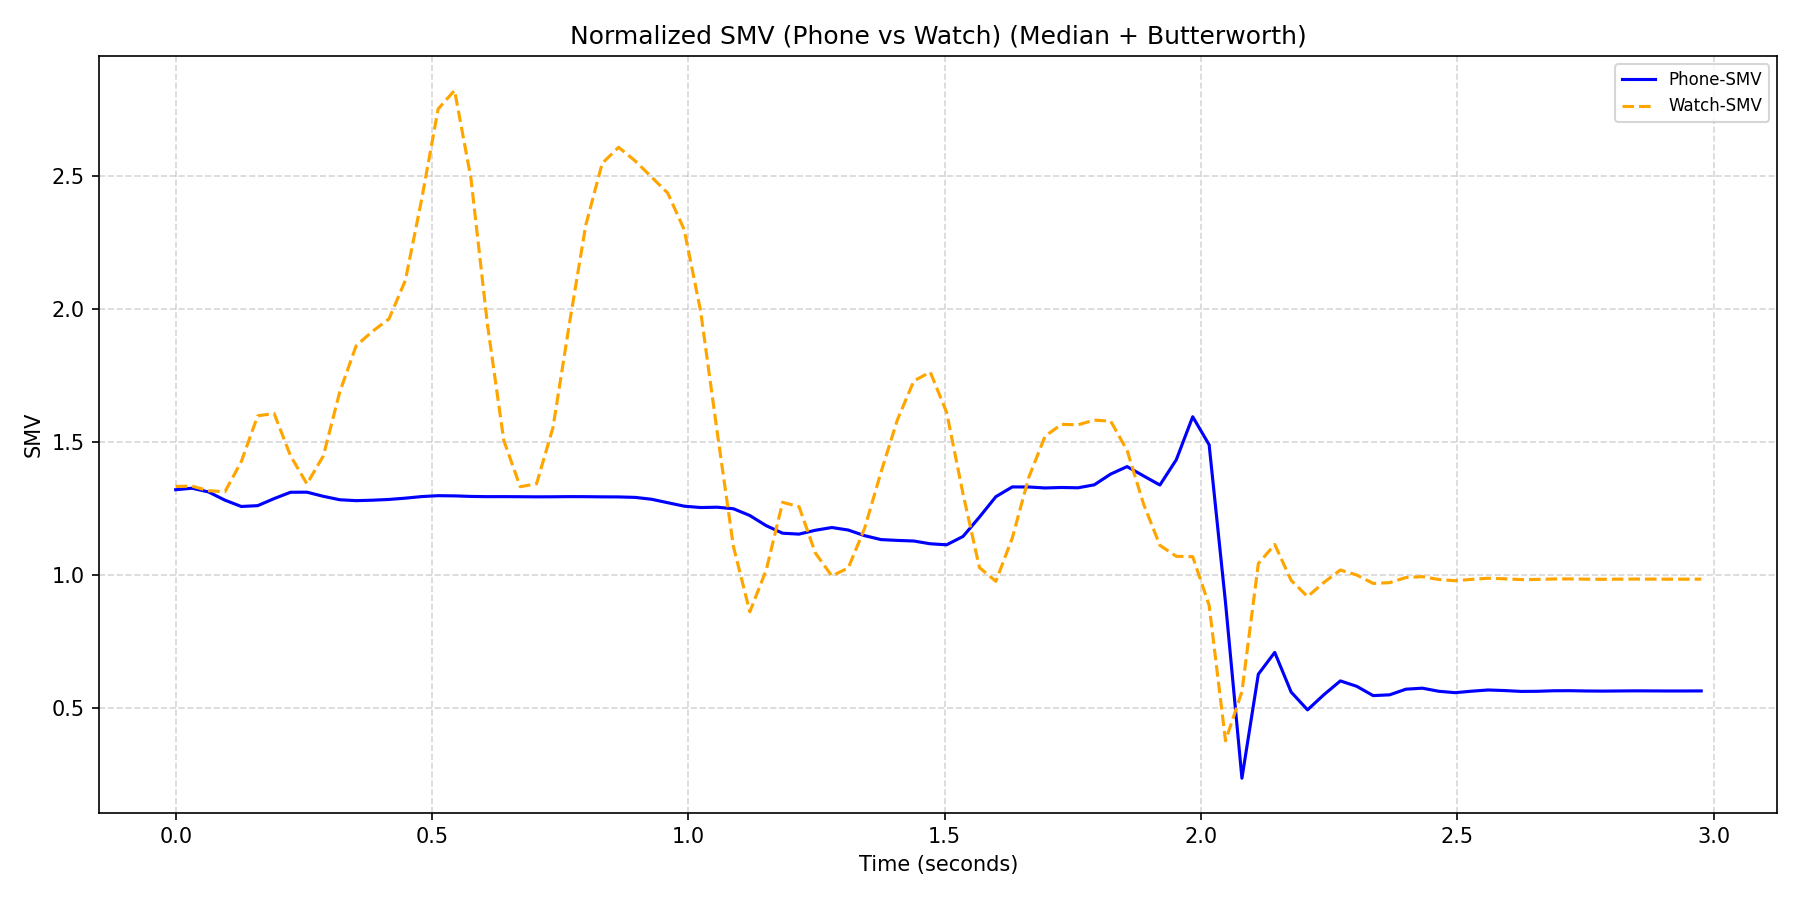 Normalized SMV (Phone vs Watch) (Median + Butterworth)
Phone-SMV
Watch-SMV
2.5
2.0
1.5
1.0
0.5
SMV
0.0 0.5 1.0 1.5 2.0 2.5 3.0
Time (seconds)